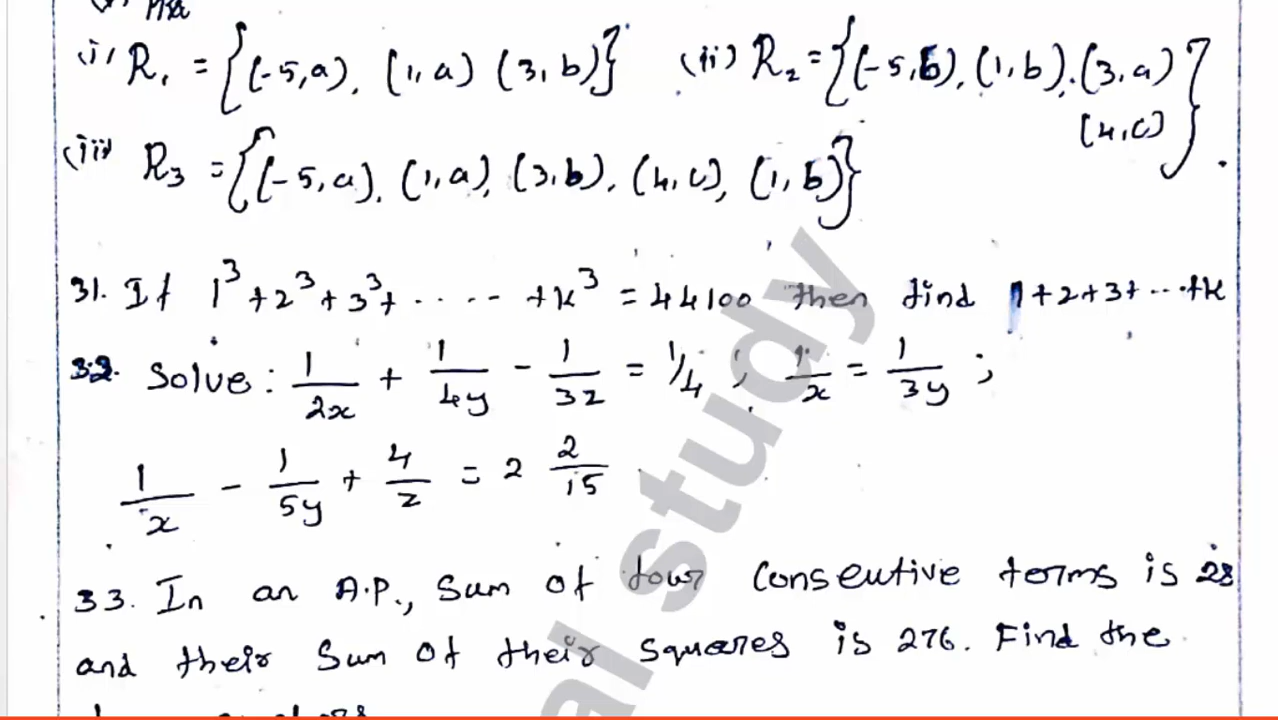 (i) R₁ = {(-5,a), (1,a) (3,b)} (ii) R₂ = {(-5,b), (1,b), (3,a)
(4,c)}.
(iii) R3 = {(-5,a), (1,a), (3,b), (4,c), (1,b)}
31. If 1³+2³+3³+.....+k³ = 44100 then find 1+2+3+...+k
32. Solve: 1/2x + 1/4y - 1/3z = 1/4 ; 1/x = 1/3y ;
1/x - 1/5y + 4/z = 2 2/15
33. In an A.P., Sum of four Conseutive terms is 28
and their Sum of their squares is 276. Find the
al study